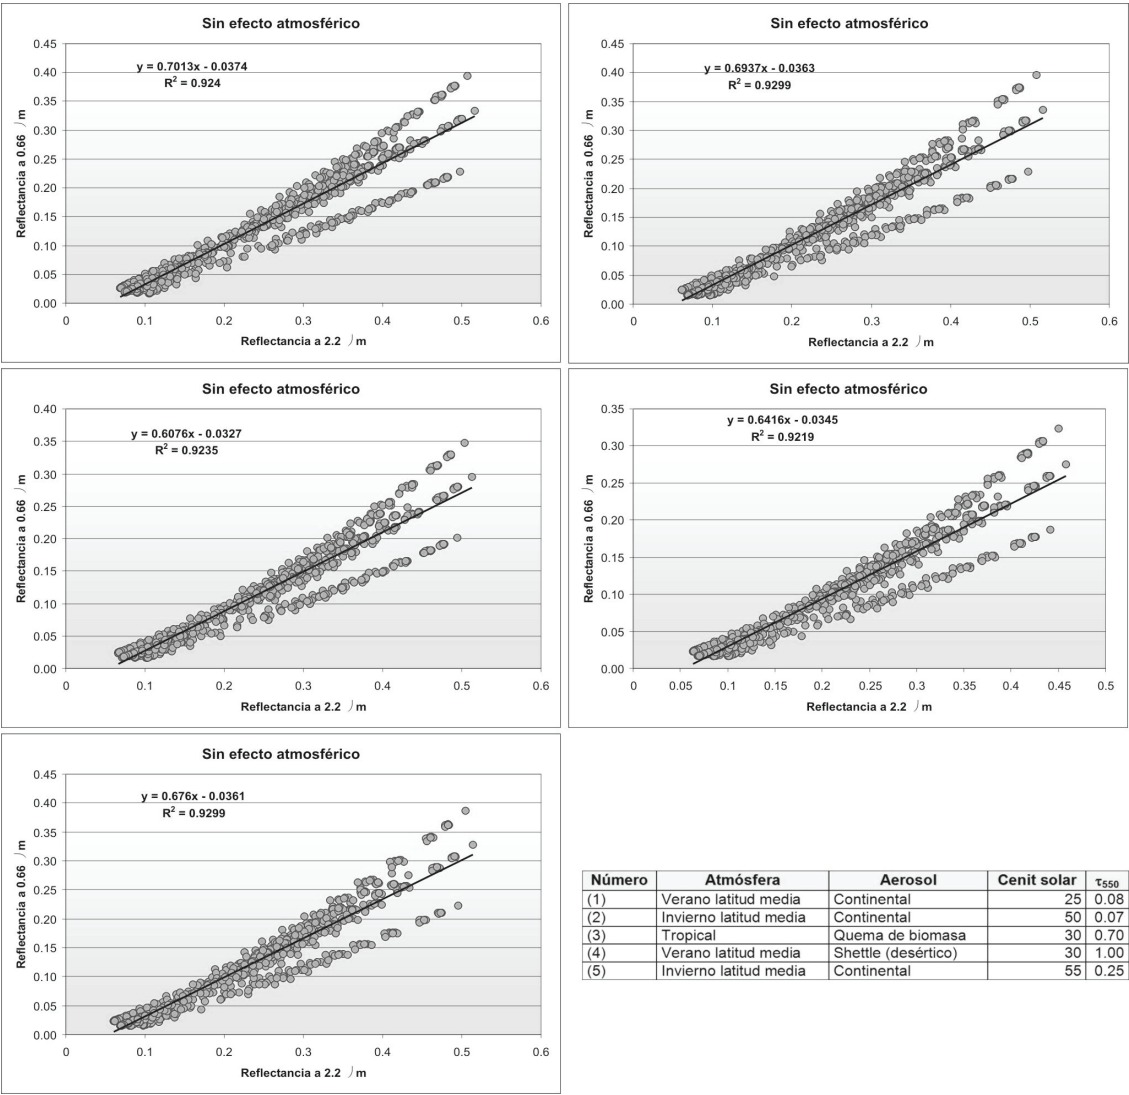 Sin efecto atmosférico
y = 0.7013x - 0.0374
R² = 0.924
0.45
0.40
0.35
0.30
0.25
0.20
0.15
0.10
0.05
0.00
Reflectancia a 0.66 ╯m
0 0.1 0.2 0.3 0.4 0.5 0.6
Reflectancia a 2.2 ╯m
Sin efecto atmosférico
y = 0.6937x - 0.0363
R² = 0.9299
0.45
0.40
0.35
0.30
0.25
0.20
0.15
0.10
0.05
0.00
Reflectancia a 0.66 ╯m
0 0.1 0.2 0.3 0.4 0.5 0.6
Reflectancia a 2.2 ╯m
Sin efecto atmosférico
y = 0.6076x - 0.0327
R² = 0.9235
0.40
0.35
0.30
0.25
0.20
0.15
0.10
0.05
0.00
Reflectancia a 0.66 ╯m
0 0.1 0.2 0.3 0.4 0.5 0.6
Reflectancia a 2.2 ╯m
Sin efecto atmosférico
y = 0.6416x - 0.0345
R² = 0.9219
0.35
0.30
0.25
0.20
0.15
0.10
0.05
0.00
Reflectancia a 0.66 ╯m
0 0.05 0.1 0.15 0.2 0.25 0.3 0.35 0.4 0.45 0.5
Reflectancia a 2.2 ╯m
Sin efecto atmosférico
y = 0.676x - 0.0361
R² = 0.9299
0.45
0.40
0.35
0.30
0.25
0.20
0.15
0.10
0.05
0.00
Reflectancia a 0.66 ╯m
0 0.1 0.2 0.3 0.4 0.5 0.6
Reflectancia a 2.2 ╯m
Número Atmósfera Aerosol Cenit solar τ₅₅₀
(1) Verano latitud media Continental 25 0.08
(2) Invierno latitud media Continental 50 0.07
(3) Tropical Quema de biomasa 30 0.70
(4) Verano latitud media Shettle (desértico) 30 1.00
(5) Invierno latitud media Continental 55 0.25